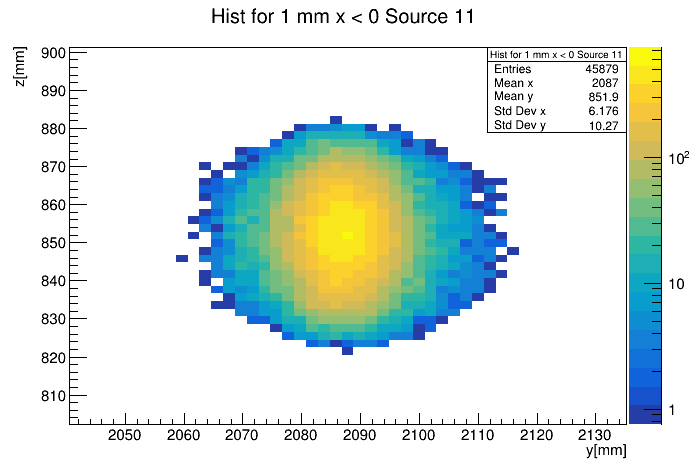 Hist for 1 mm x < 0 Source 11
z[mm]
900
890
880
870
860
850
840
830
820
810
2050 2060 2070 2080 2090 2100 2110 2120 2130
y[mm]
Hist for 1 mm x < 0 Source 11
Entries 45879
Mean x 2087
Mean y 851.9
Std Dev x 6.176
Std Dev y 10.27
10²
10
1